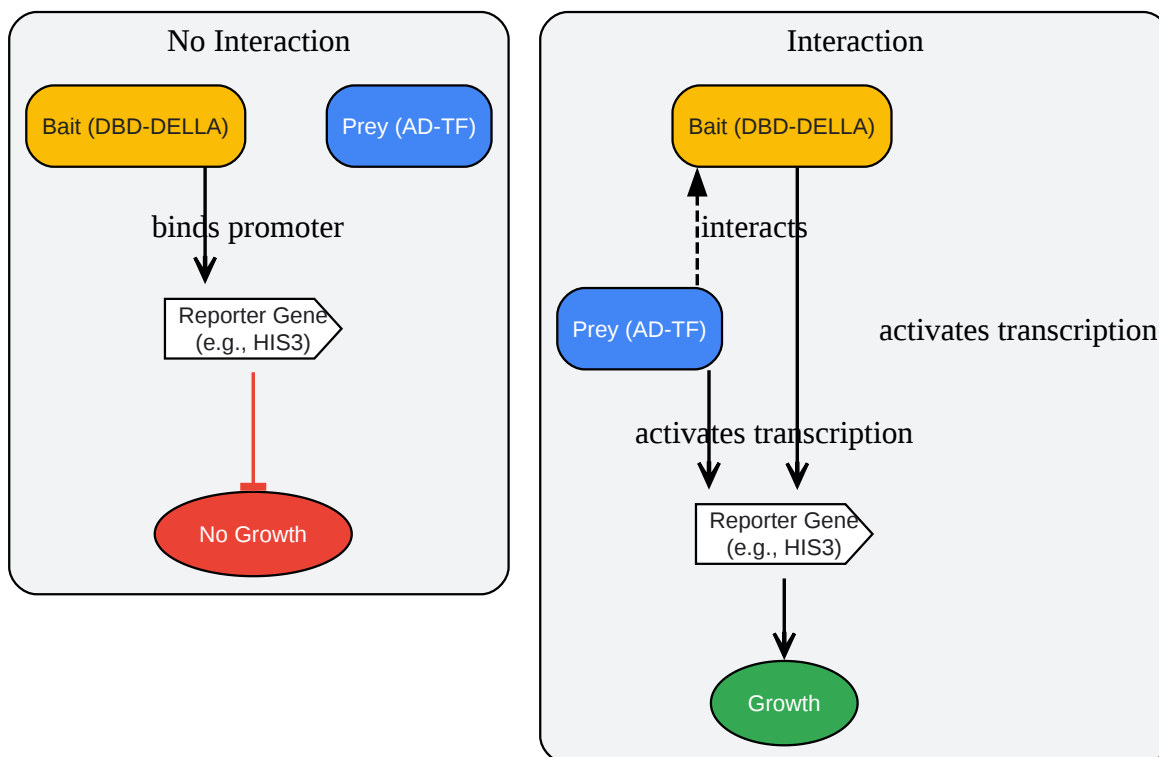 No Interaction
Bait (DBD-DELLA)
Prey (AD-TF)
binds promoter
Reporter Gene
(e.g., HIS3)
No Growth
Interaction
Bait (DBD-DELLA)
interacts
Prey (AD-TF)
activates transcription
activates transcription
Reporter Gene
(e.g., HIS3)
Growth